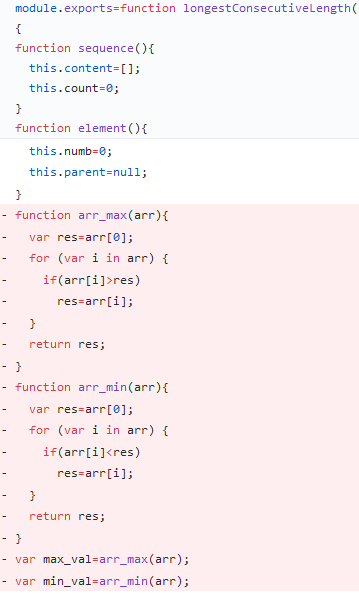 module.exports=function longestConsecutiveLength(
{
function sequence(){
this.content=[];
this.count=0;
}
function element(){
this.numb=0;
this.parent=null;
}
- function arr_max(arr){
- var res=arr[0];
- for (var i in arr) {
- if(arr[i]>res)
- res=arr[i];
- }
- return res;
- }
- function arr_min(arr){
- var res=arr[0];
- for (var i in arr) {
- if(arr[i]<res)
- res=arr[i];
- }
- return res;
- }
- var max_val=arr_max(arr);
- var min_val=arr_min(arr);